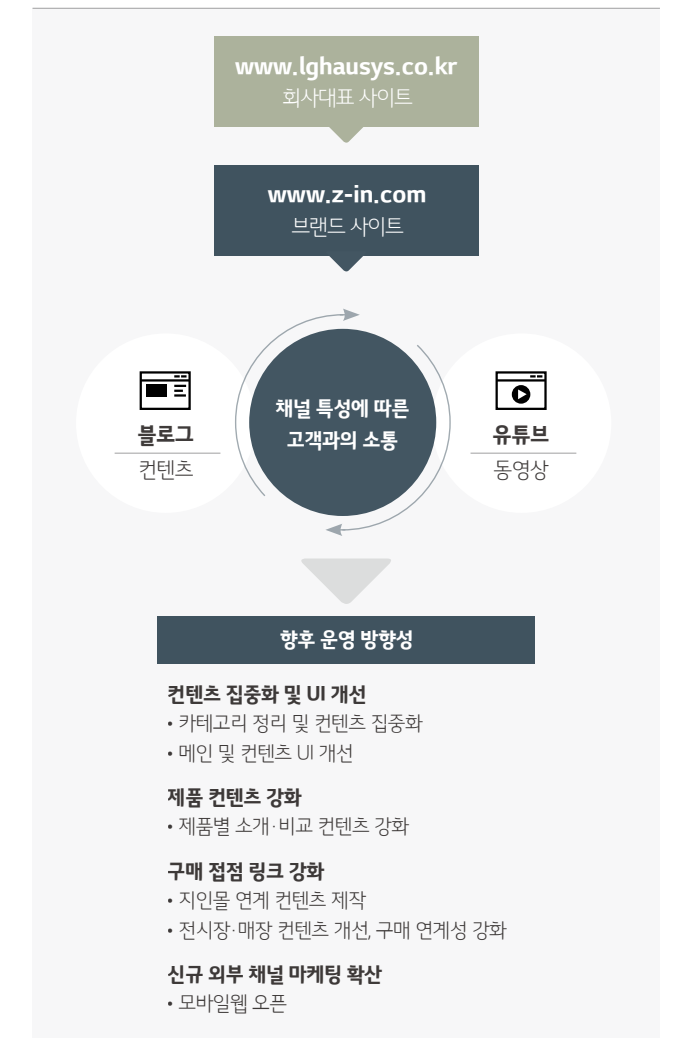 www.lghausys.co.kr
회사대표 사이트
www.z-in.com
브랜드 사이트
채널 특성에 따른
고객과의 소통
블로그
컨텐츠
유튜브
동영상
향후 운영 방향성
컨텐츠 집중화 및 UI 개선
• 카테고리 정리 및 컨텐츠 집중화
• 메인 및 컨텐츠 UI 개선
제품 컨텐츠 강화
• 제품별 소개·비교 컨텐츠 강화
구매 접점 링크 강화
• 지인몰 연계 컨텐츠 제작
• 전시장·매장 컨텐츠 개선, 구매 연계성 강화
신규 외부 채널 마케팅 확산
• 모바일웹 오픈